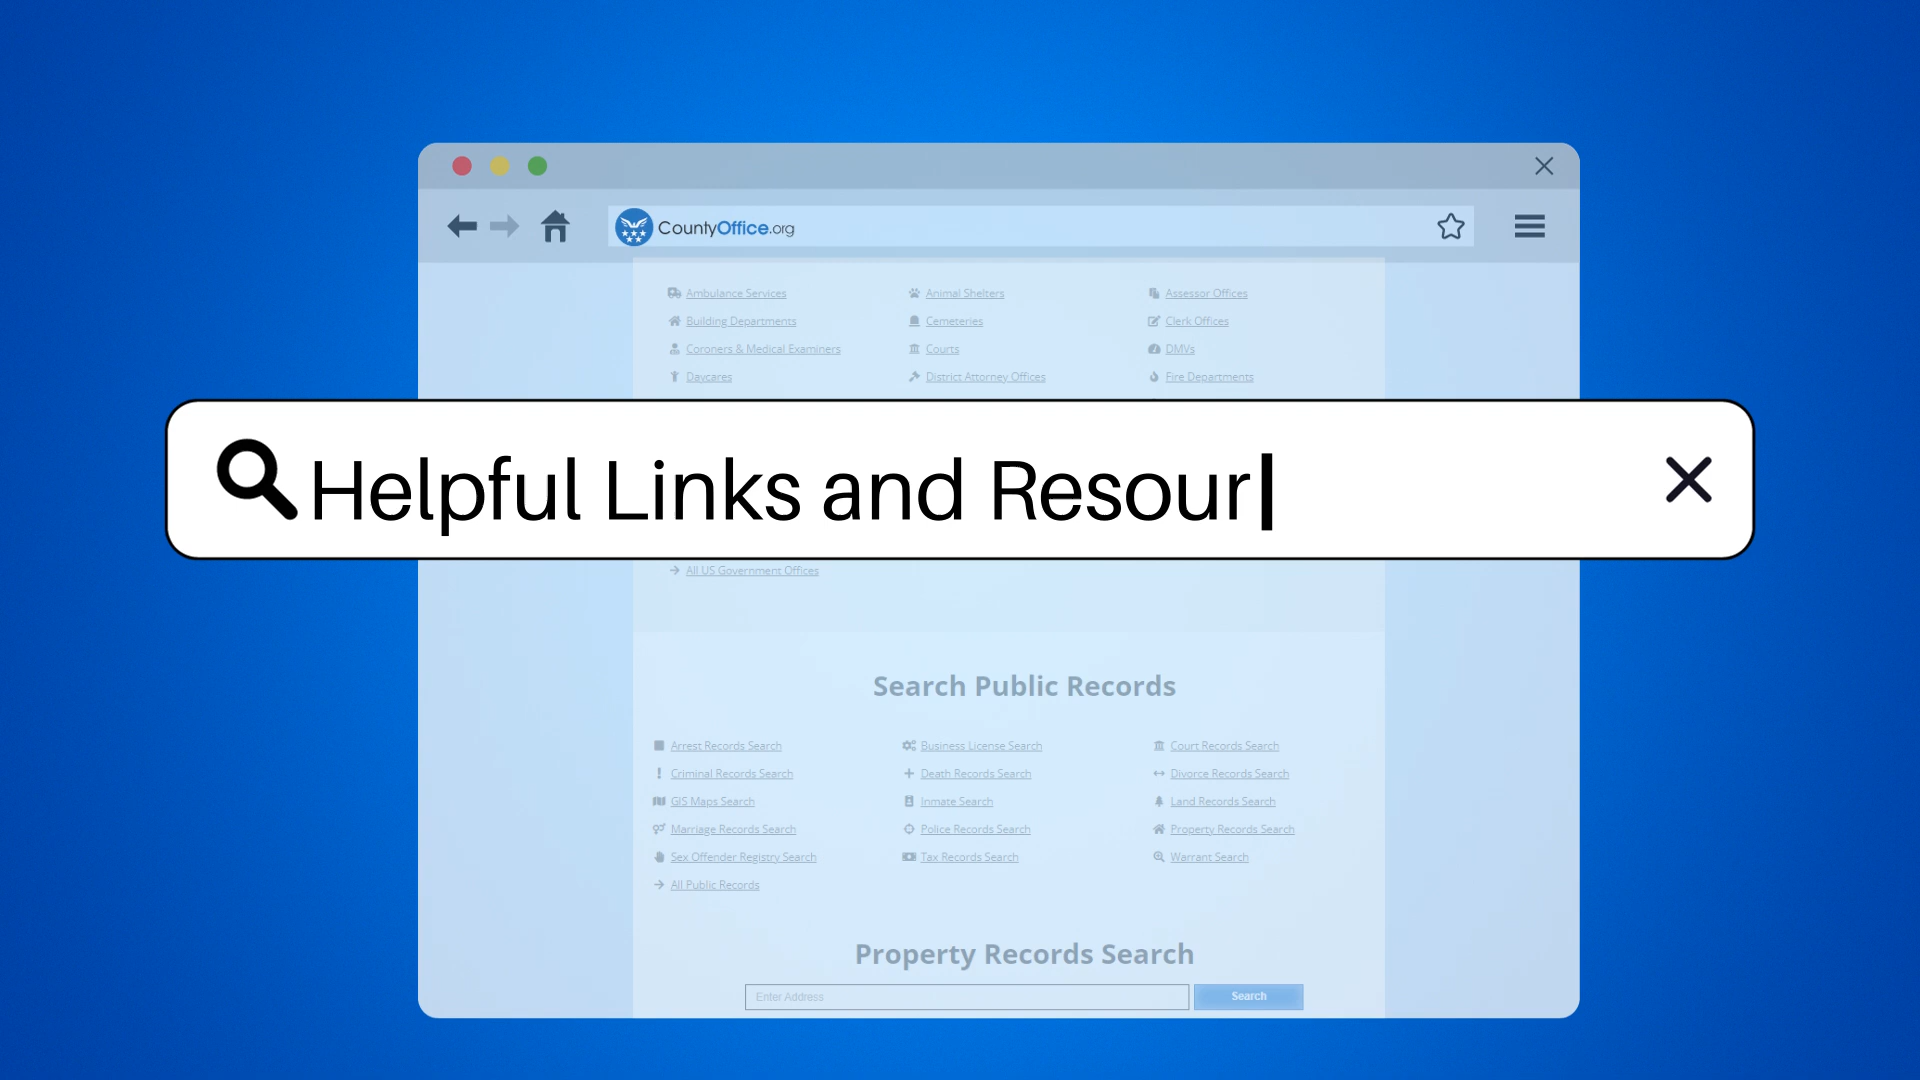 CountyOffice.org
Ambulance Services Animal Shelters Assessor Offices
Building Departments Cemeteries Clerk Offices
Coroners & Medical Examiners Courts DMVs
Daycares District Attorney Offices Fire Departments
Helpful Links and Resour
All US Government Offices
Search Public Records
Arrest Records Search Business License Search Court Records Search
Criminal Records Search Death Records Search Divorce Records Search
GIS Maps Search Inmate Search Land Records Search
Marriage Records Search Police Records Search Property Records Search
Sex Offender Registry Search Tax Records Search Warrant Search
All Public Records
Property Records Search
Enter Address Search